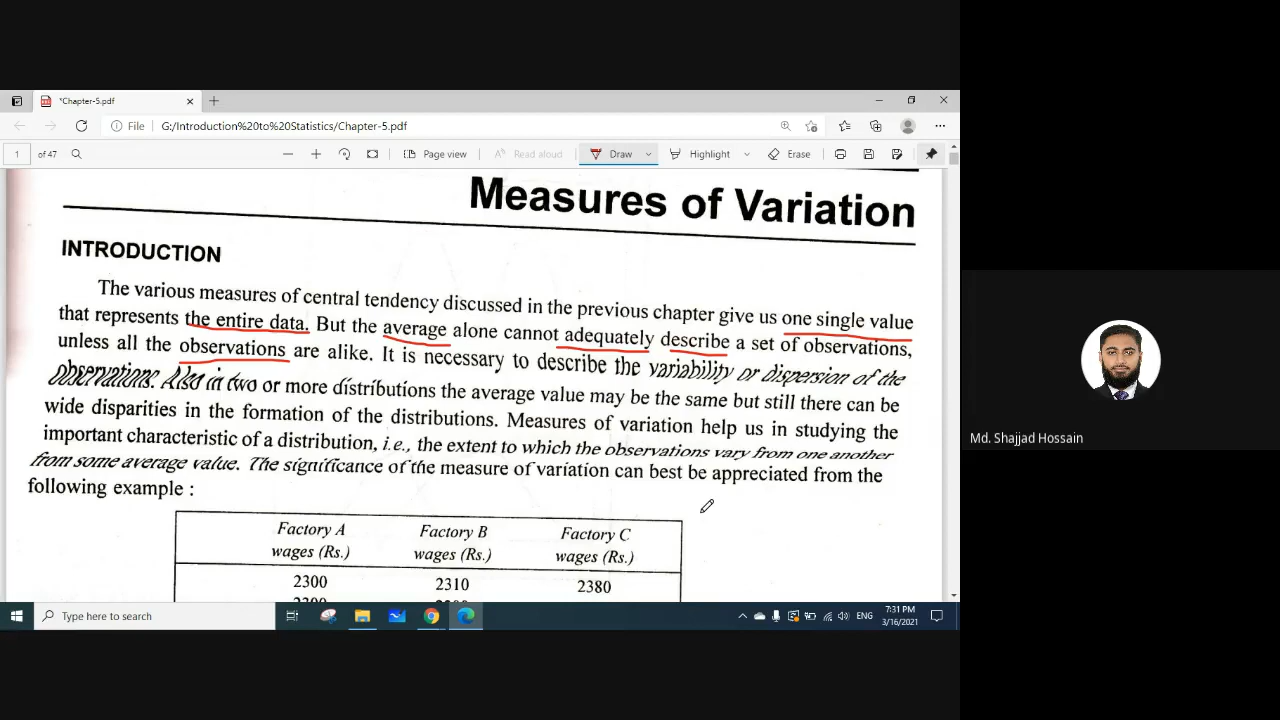 *Chapter-5.pdf
File G:/Introduction%20to%20Statistics/Chapter-5.pdf
1 of 47 Page view Read aloud Draw Highlight Erase
Measures of Variation
INTRODUCTION
The various measures of central tendency discussed in the previous chapter give us one single value
that represents the entire data. But the average alone cannot adequately describe a set of observations,
unless all the observations are alike. It is necessary to describe the variability or dispersion of the
observations. Also in two or more distributions the average value may be the same but still there can be
wide disparities in the formation of the distributions. Measures of variation help us in studying the
important characteristic of a distribution, i.e., the extent to which the observations vary from one another
from some average value. The significance of the measure of variation can best be appreciated from the
following example :
Factory A Factory B Factory C
wages (Rs.) wages (Rs.) wages (Rs.)
2300 2310 2380
Md. Shajjad Hossain
Type here to search
ENG
7:31 PM
3/16/2021